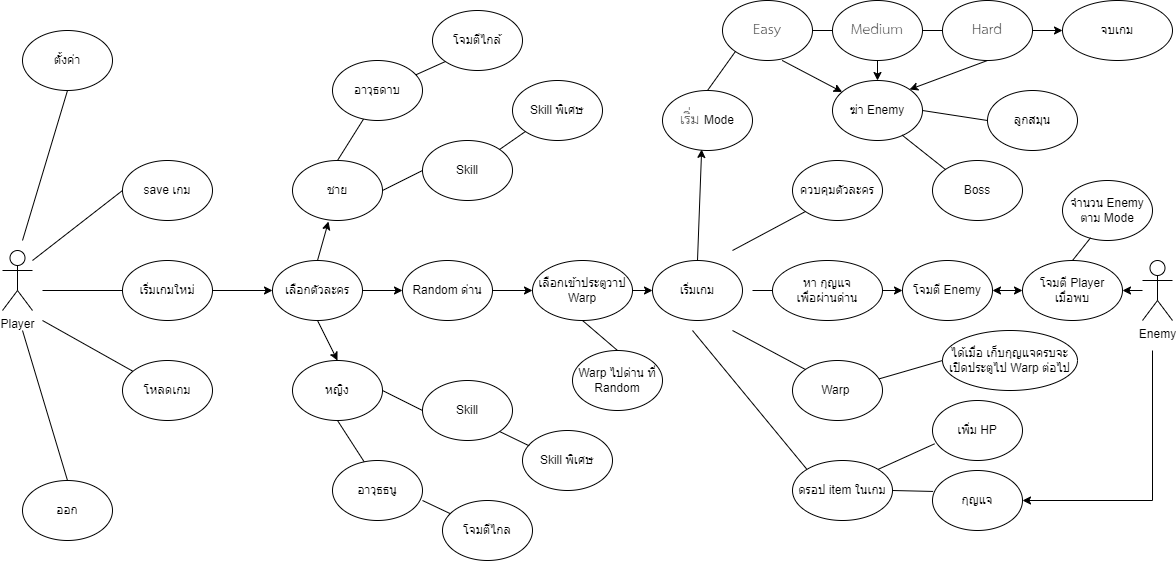 Player
ตั้งค่า
save เกม
เริ่มเกมใหม่
โหลดเกม
ออก
เลือกตัวละคร
ชาย
อาวุธดาบ
โจมตีใกล้
Skill
Skill พิเศษ
หญิง
Skill
Skill พิเศษ
อาวุธธนู
โจมตีไกล
Random ด่าน
เลือกเข้าประตูวาป
Warp
Warp ไปด่าน ที่
Random
เริ่มเกม
เริ่ม Mode
Easy
Medium
Hard
จบเกม
ฆ่า Enemy
ลูกสมุน
Boss
ควบคุมตัวละคร
หา กุญแจ
เพื่อผ่านด่าน
โจมตี Enemy
โจมตี Player
เมื่อพบ
จำนวน Enemy
ตาม Mode
Enemy
Warp
ได้เมื่อ เก็บกุญแจครบจะ
เปิดประตูไป Warp ต่อไป
ดรอป item ในเกม
เพิ่ม HP
กุญแจ